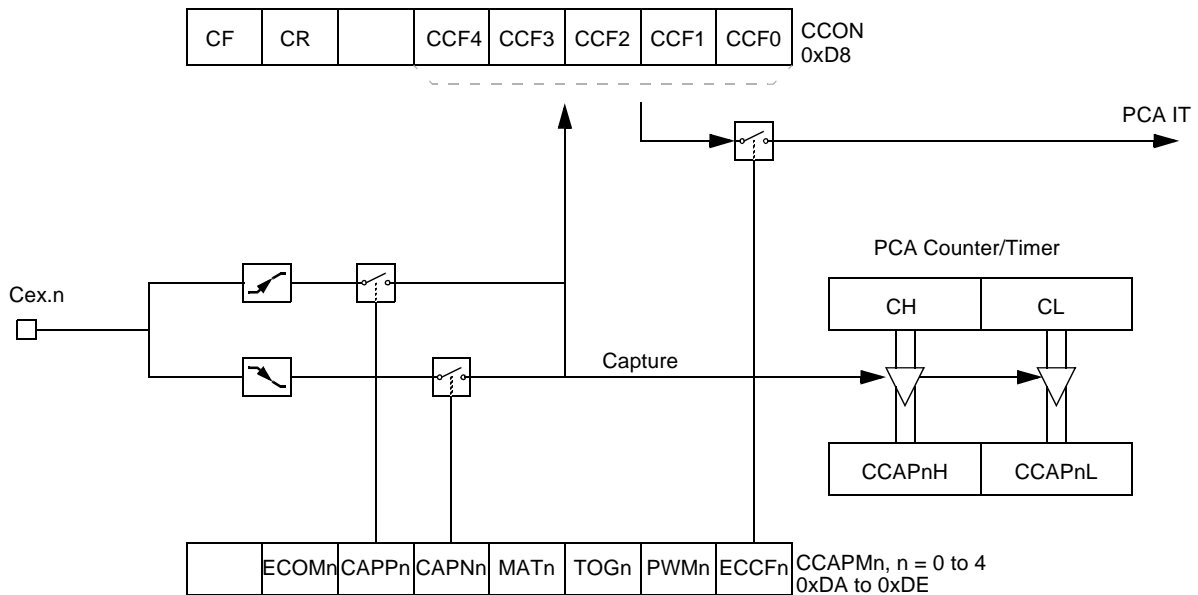 CF CR CCF4 CCF3 CCF2 CCF1 CCF0 CCON
0xD8
PCA IT
PCA Counter/Timer
Cex.n
CH CL
Capture
CCAPnH CCAPnL
ECOMn CAPPn CAPNn MATn TOGn PWMn ECCFn CCAPMn, n = 0 to 4
0xDA to 0xDE